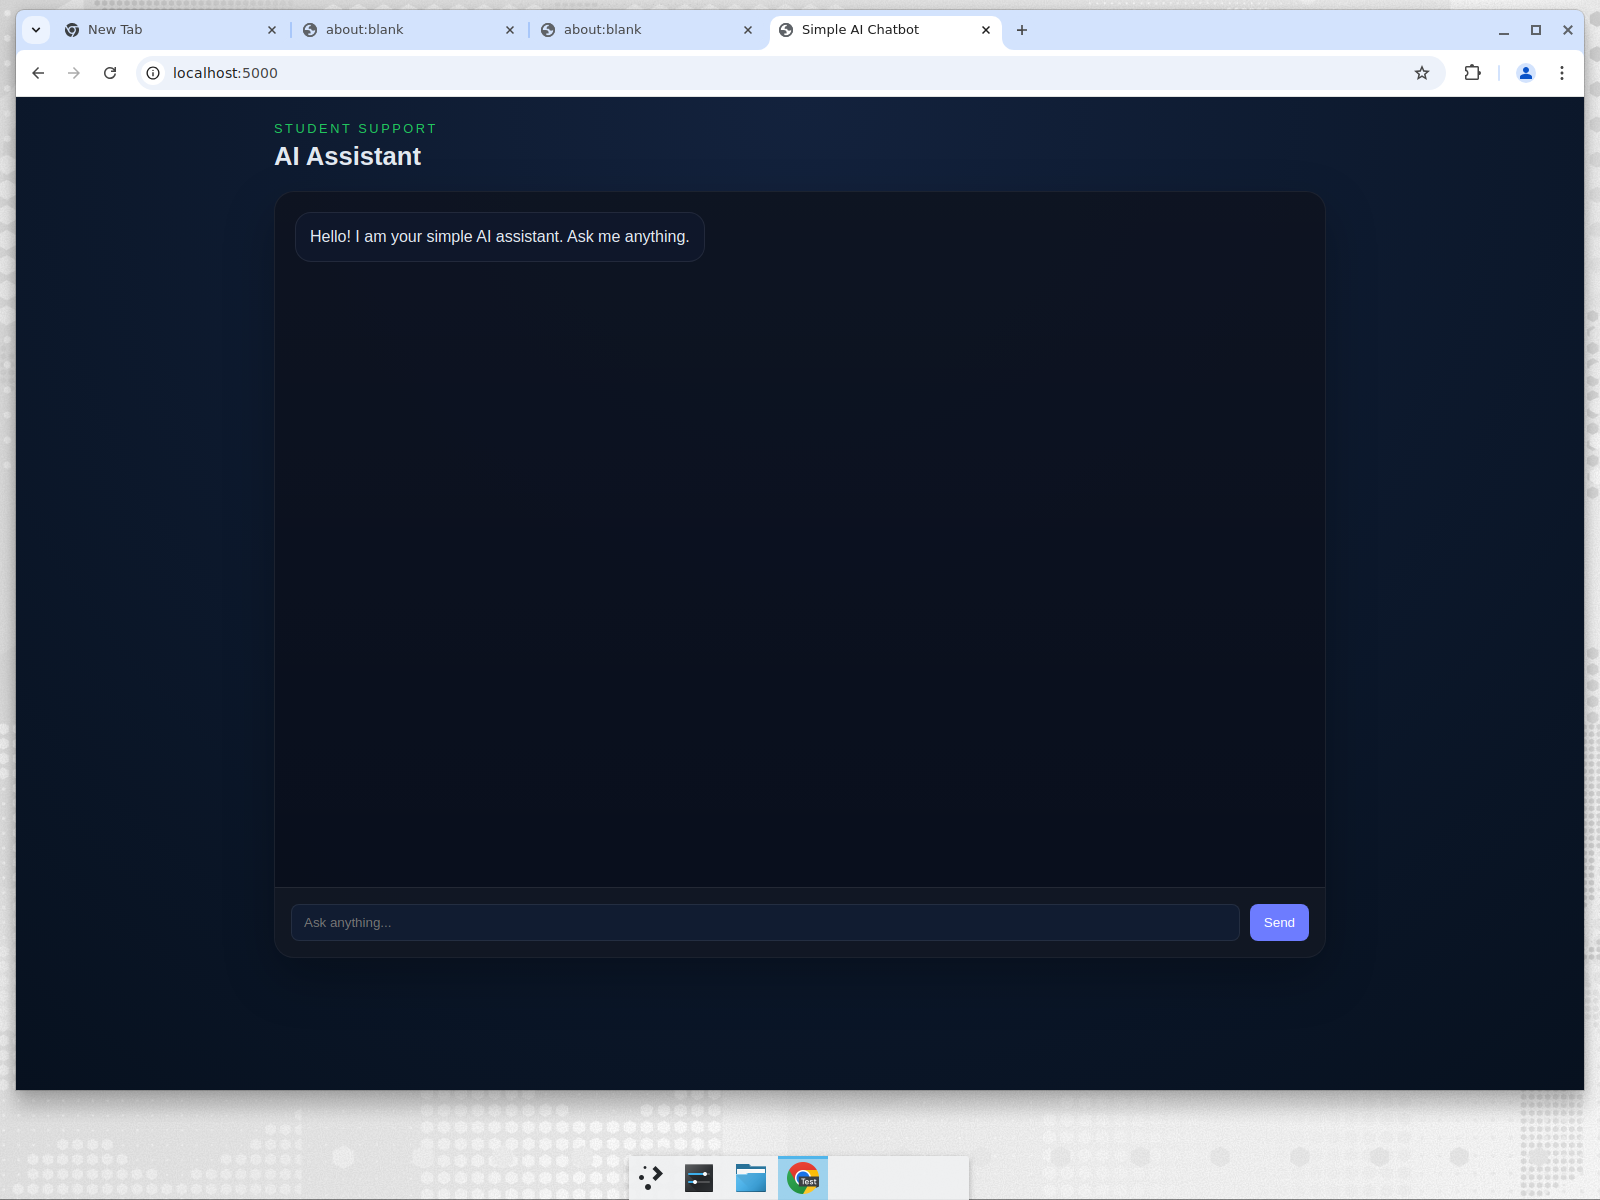 New Tab
about:blank
about:blank
Simple AI Chatbot
localhost:5000
STUDENT SUPPORT
AI Assistant
Hello! I am your simple AI assistant. Ask me anything.
Ask anything...
Send
Test